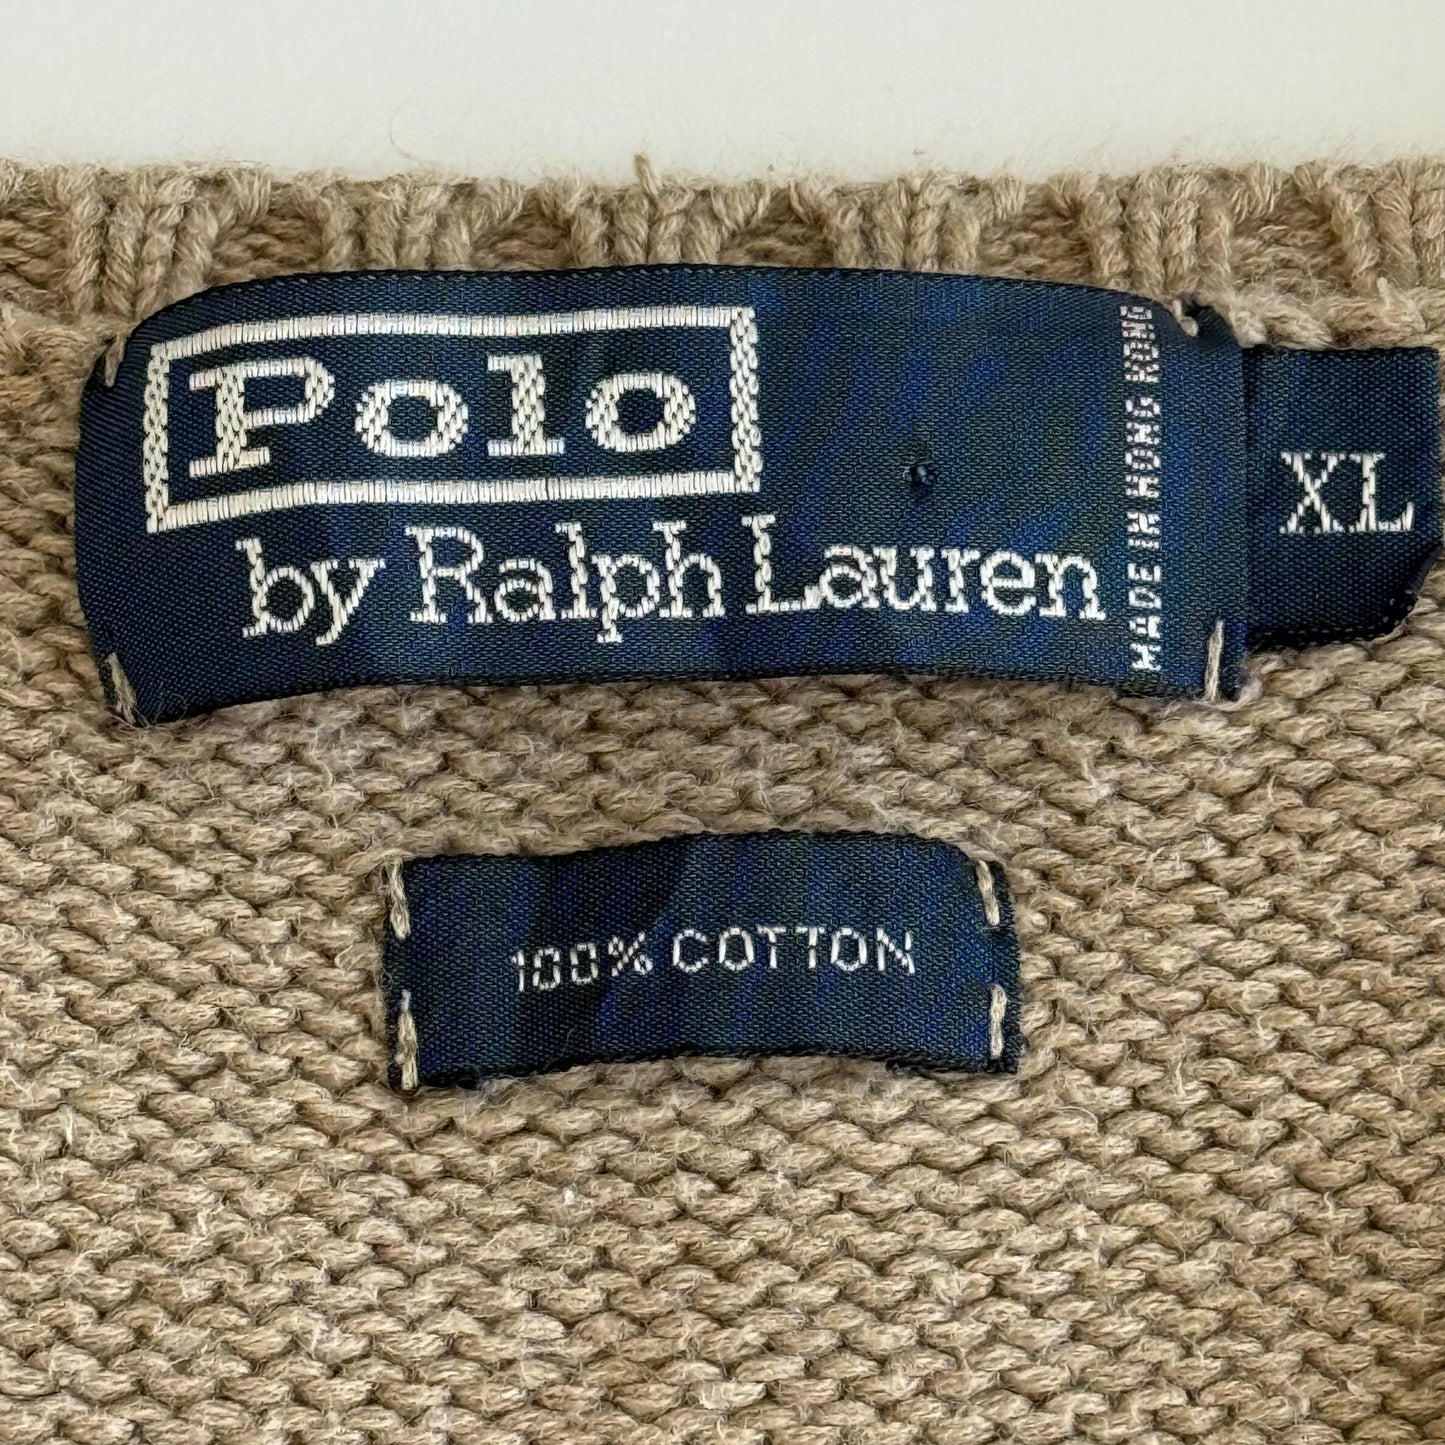 Polo
by Ralph Lauren
MADE IN HONG KONG
XL
100% COTTON